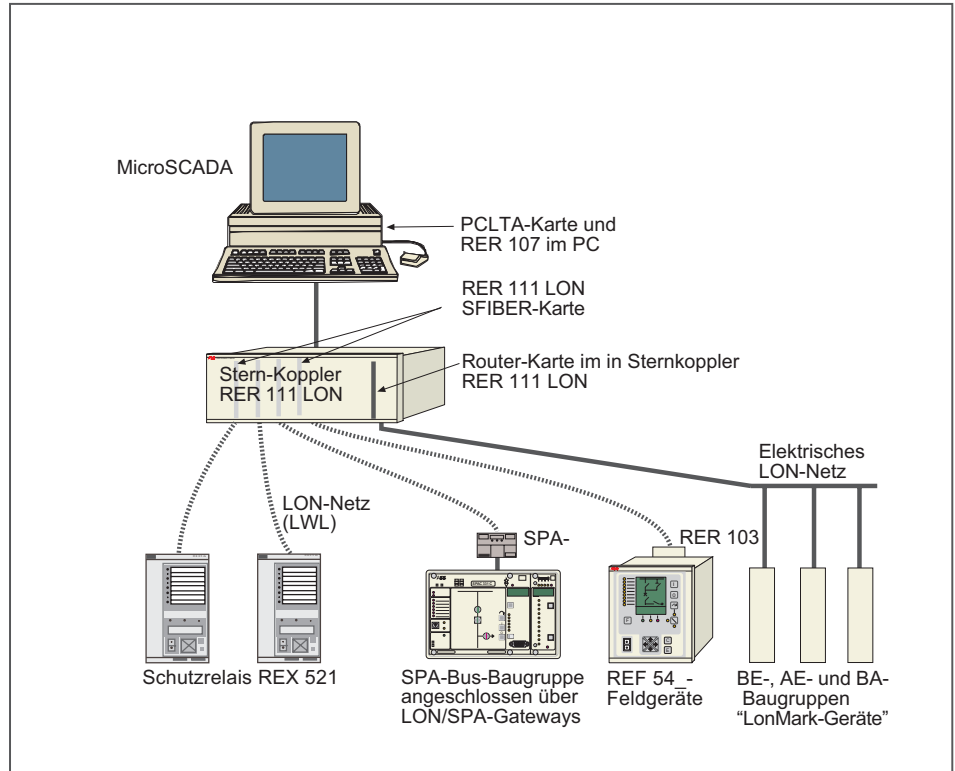 MicroSCADA
PCLTA-Karte und
RER 107 im PC
RER 111 LON
SFIBER-Karte
Stern-Koppler
RER 111 LON
Router-Karte im in Sternkoppler
RER 111 LON
Elektrisches
LON-Netz
LON-Netz
(LWL)
SPA-
RER 103
Schutzrelais REX 521
SPA-Bus-Baugruppe
angeschlossen über
LON/SPA-Gateways
REF 54_-
Feldgeräte
BE-, AE- und BA-
Baugruppen
“LonMark-Geräte”